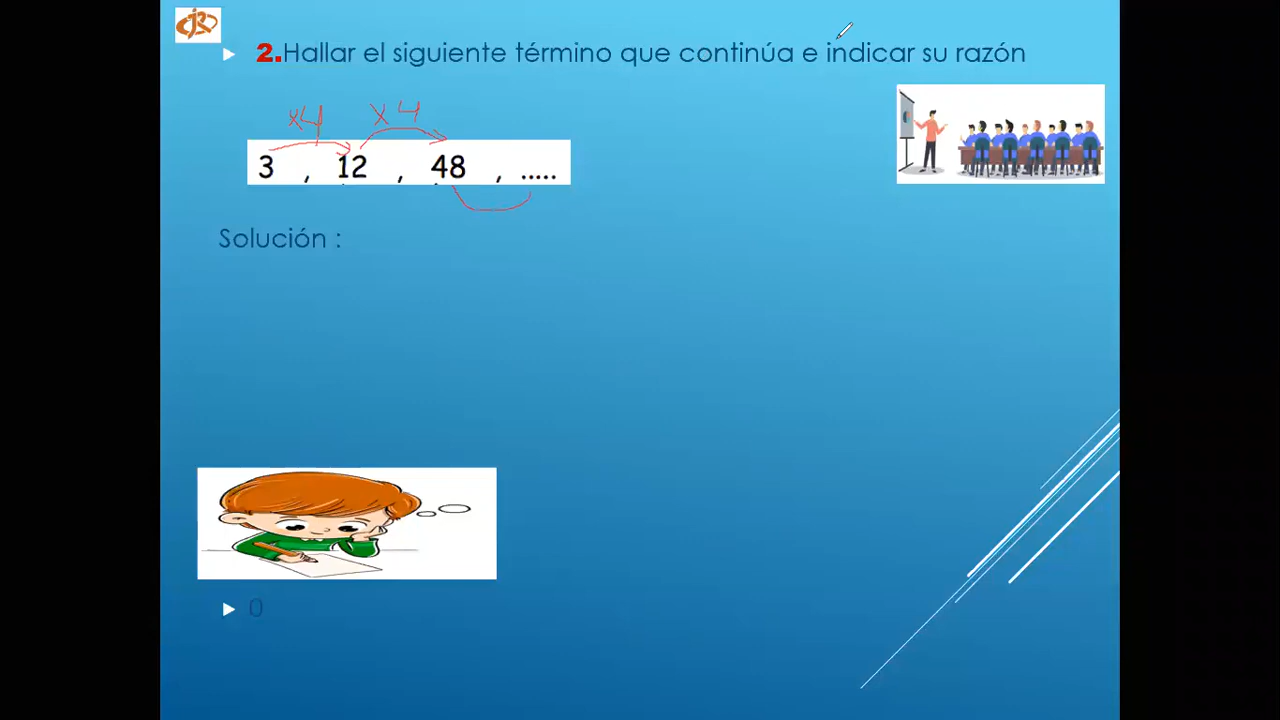 2.Hallar el siguiente término que continúa e indicar su razón
x4 x4
3 , 12 , 48 , .....
Solución :
0